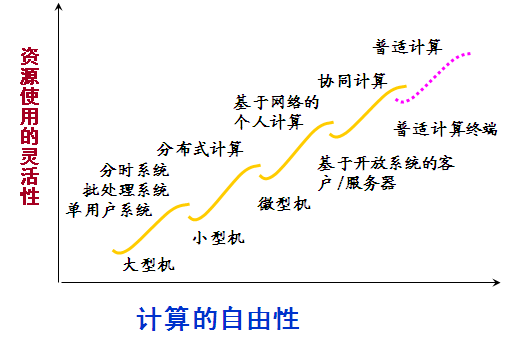 资源使用的灵活性
普适计算
协同计算
基于网络的
个人计算
普适计算终端
分布式计算
分时系统
批处理系统
单用户系统
基于开放系统的客
户/服务器
微型机
小型机
大型机
计算的自由性